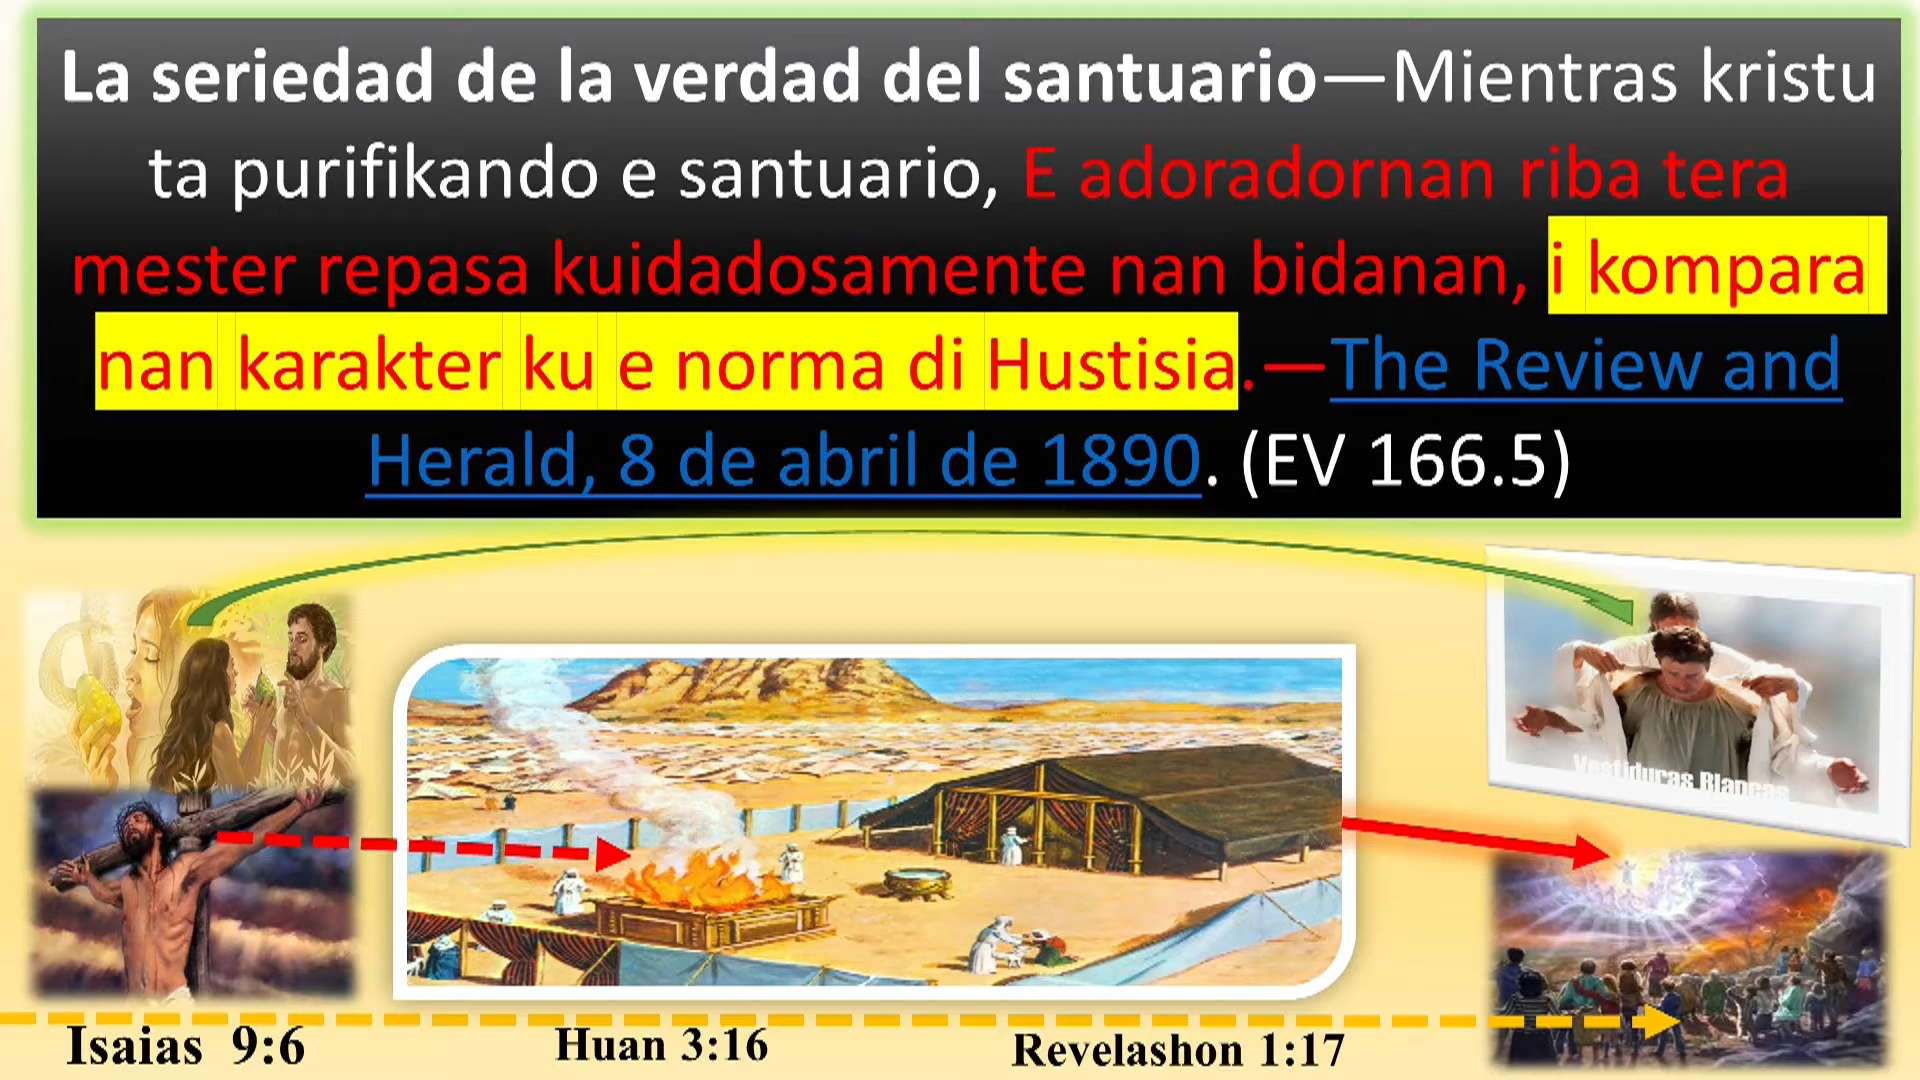 La seriedad de la verdad del santuario—Mientras kristu
ta purifikando e santuario, E adoradornan riba tera
mester repasa kuidadosamente nan bidanan, i kompara
nan karakter ku e norma di Hustisia.—The Review and
Herald, 8 de abril de 1890. (EV 166.5)
Vestiduras Blancas
Isaias 9:6
Huan 3:16
Revelashon 1:17